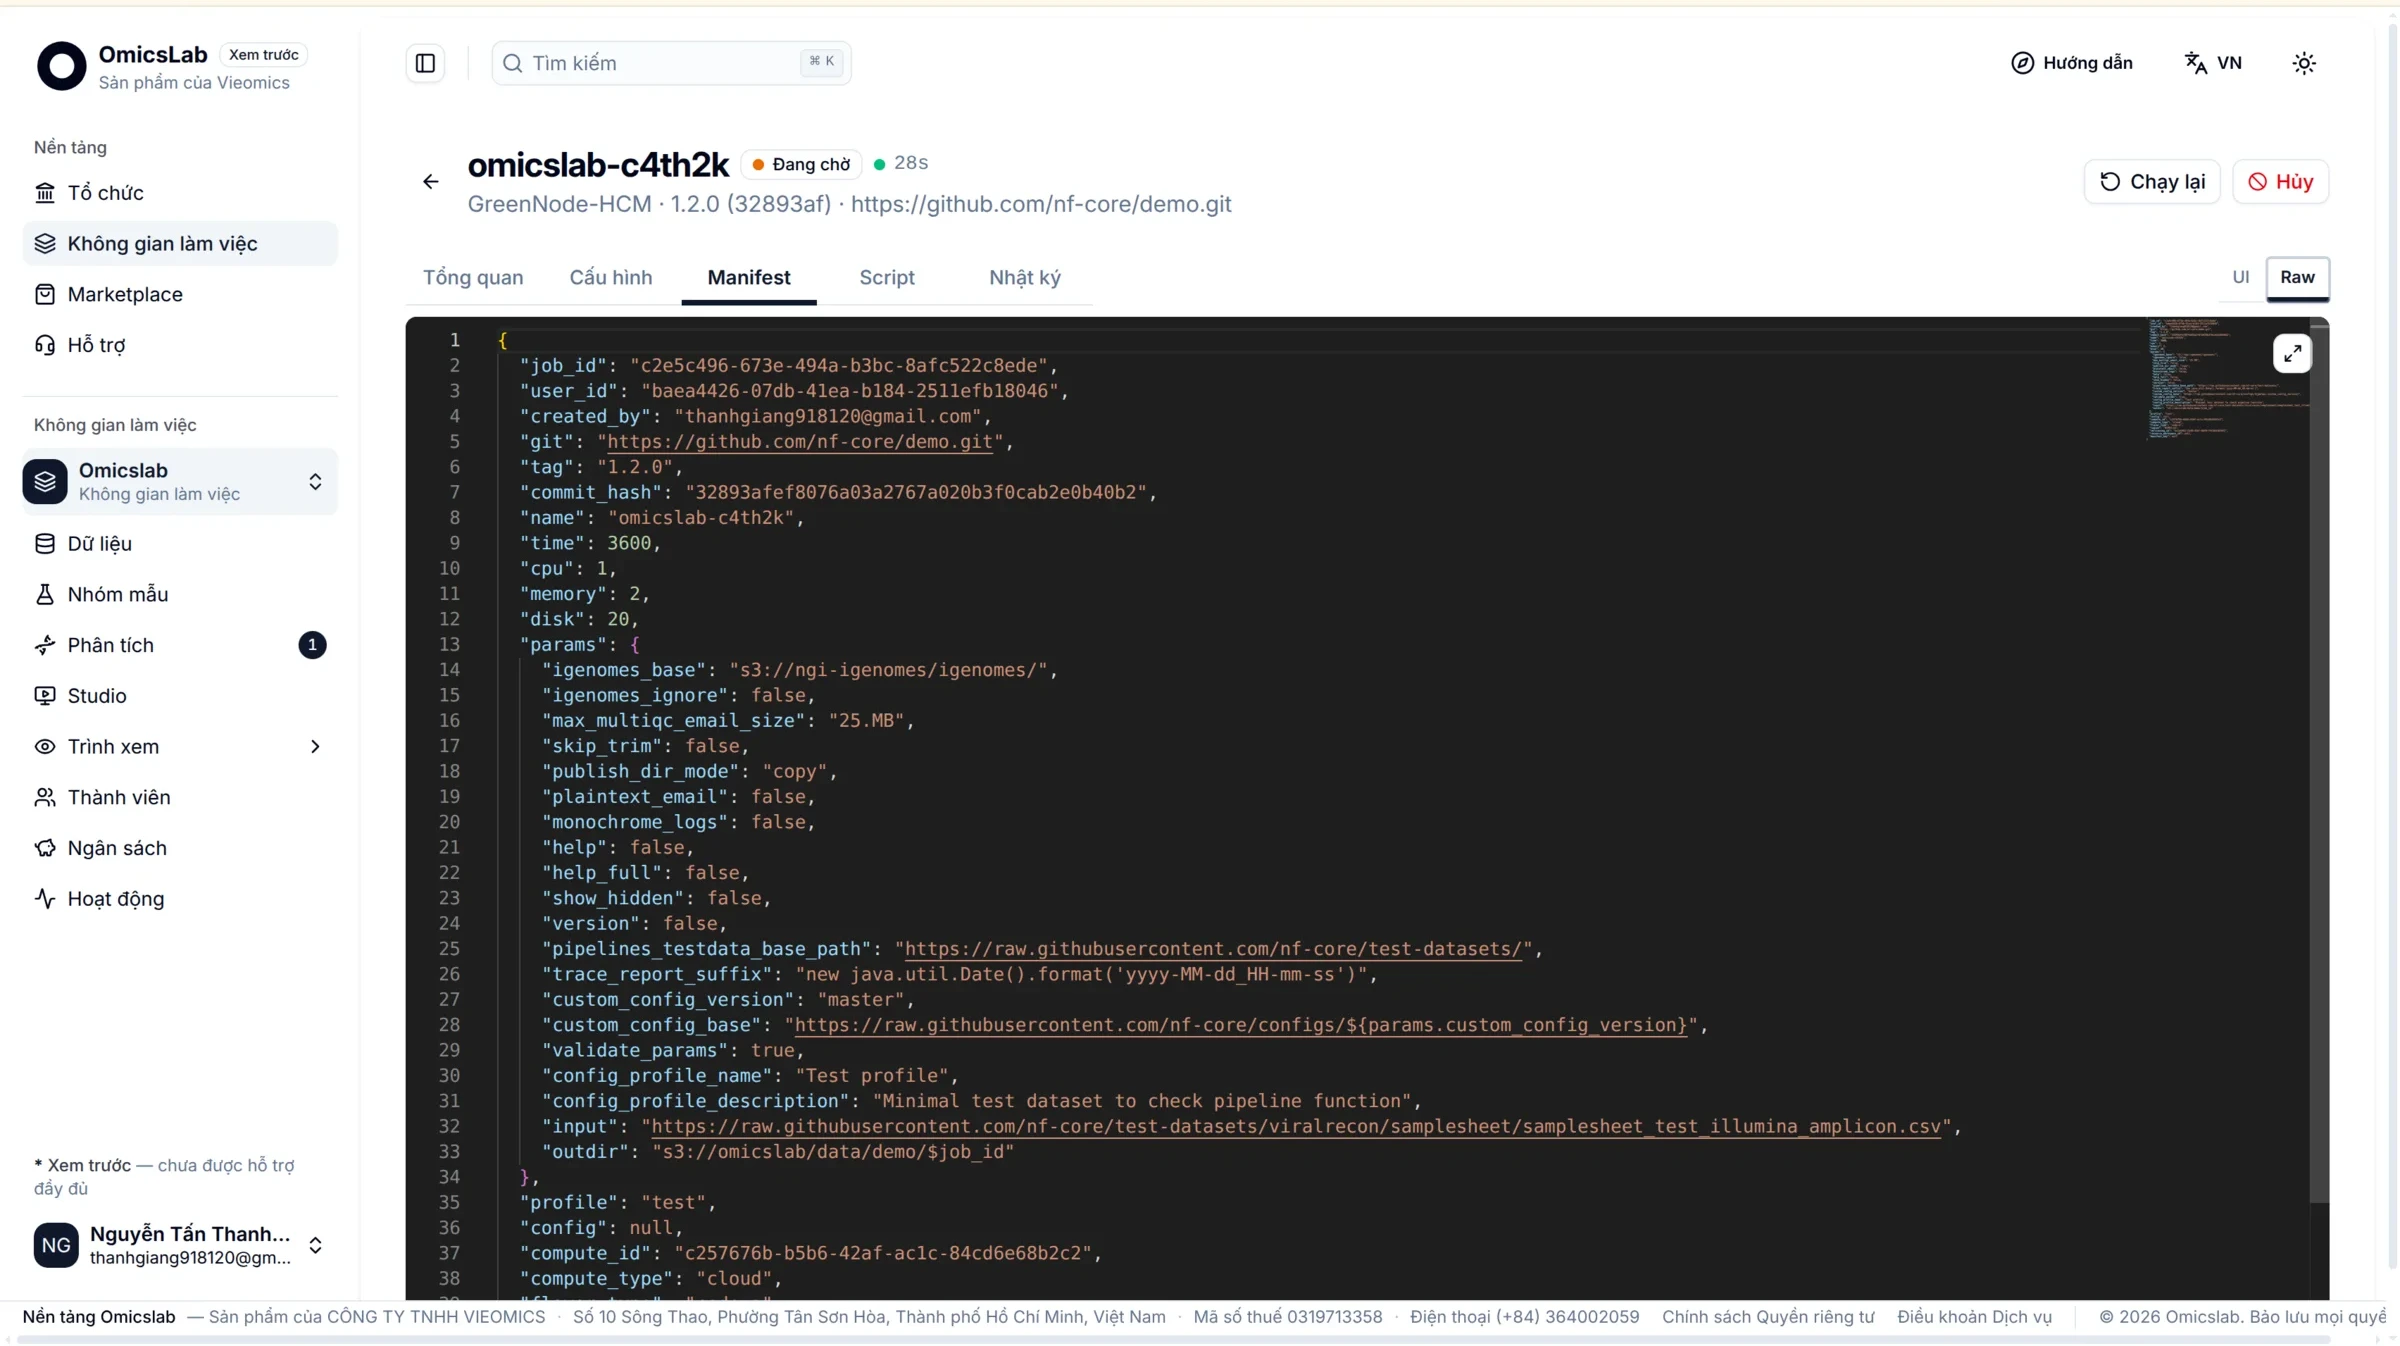 OmicsLab Xem trước
Sản phẩm của Vieomics
Tìm kiếm ⌘ K
Hướng dẫn
VN
Nền tảng
Tổ chức
Không gian làm việc
Marketplace
Hỗ trợ
Không gian làm việc
Omicslab
Không gian làm việc
Dữ liệu
Nhóm mẫu
Phân tích 1
Studio
Trình xem
Thành viên
Ngân sách
Hoạt động
* Xem trước — chưa được hỗ trợ
đầy đủ
NG
Nguyễn Tấn Thanh...
thanhgiang918120@gm...
omicslab-c4th2k Đang chờ 28s
GreenNode-HCM · 1.2.0 (32893af) · https://github.com/nf-core/demo.git
Chạy lại
Hủy
Tổng quan Cấu hình Manifest Script Nhật ký
UI Raw
1 {
2 "job_id": "c2e5c496-673e-494a-b3bc-8afc522c8ede",
3 "user_id": "baea4426-07db-41ea-b184-2511efb18046",
4 "created_by": "thanhgiang918120@gmail.com",
5 "git": "https://github.com/nf-core/demo.git",
6 "tag": "1.2.0",
7 "commit_hash": "32893afef8076a03a2767a020b3f0cab2e0b40b2",
8 "name": "omicslab-c4th2k",
9 "time": 3600,
10 "cpu": 1,
11 "memory": 2,
12 "disk": 20,
13 "params": {
14 "igenomes_base": "s3://ngi-igenomes/igenomes/",
15 "igenomes_ignore": false,
16 "max_multiqc_email_size": "25.MB",
17 "skip_trim": false,
18 "publish_dir_mode": "copy",
19 "plaintext_email": false,
20 "monochrome_logs": false,
21 "help": false,
22 "help_full": false,
23 "show_hidden": false,
24 "version": false,
25 "pipelines_testdata_base_path": "https://raw.githubusercontent.com/nf-core/test-datasets/",
26 "trace_report_suffix": "new java.util.Date().format('yyyy-MM-dd_HH-mm-ss')",
27 "custom_config_version": "master",
28 "custom_config_base": "https://raw.githubusercontent.com/nf-core/configs/${params.custom_config_version}",
29 "validate_params": true,
30 "config_profile_name": "Test profile",
31 "config_profile_description": "Minimal test dataset to check pipeline function",
32 "input": "https://raw.githubusercontent.com/nf-core/test-datasets/viralrecon/samplesheet/samplesheet_test_illumina_amplicon.csv",
33 "outdir": "s3://omicslab/data/demo/$job_id"
34 },
35 "profile": "test",
36 "config": null,
37 "compute_id": "c257676b-b5b6-42af-ac1c-84cd6e68b2c2",
38 "compute_type": "cloud",
Nền tảng Omicslab — Sản phẩm của CÔNG TY TNHH VIEOMICS · Số 10 Sông Thao, Phường Tân Sơn Hòa, Thành phố Hồ Chí Minh, Việt Nam · Mã số thuế 0319713358 · Điện thoại (+84) 364002059 Chính sách Quyền riêng tư Điều khoản Dịch vụ © 2026 Omicslab. Bảo lưu mọi quyề